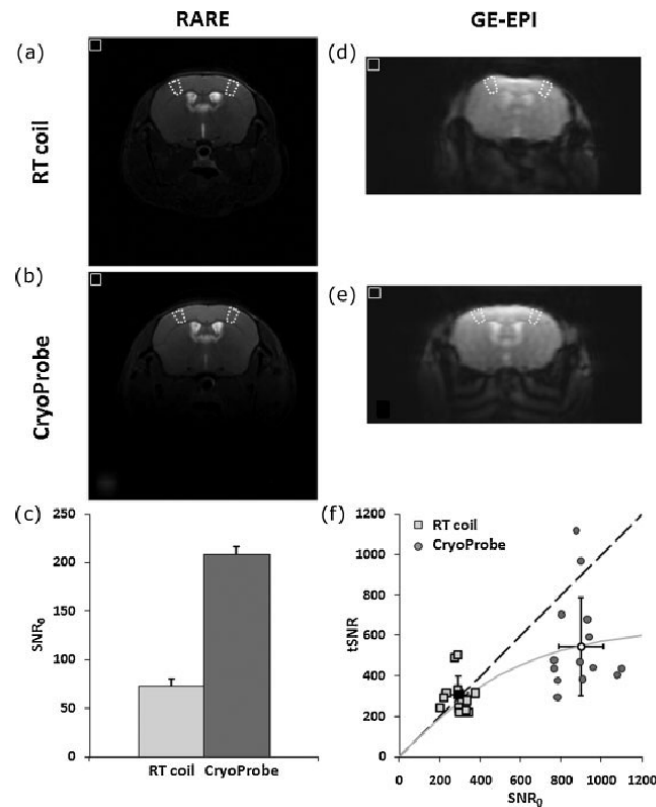 RARE
GE-EPI
RT coil
(a)
(d)
CryoProbe
(b)
(e)
(c)
SNR₀
250
200
150
100
50
0
RT coil CryoProbe
(f)
RT coil
CryoProbe
tSNR
1200
1000
800
600
400
200
0
0 200 400 600 800 1000 1200
SNR₀